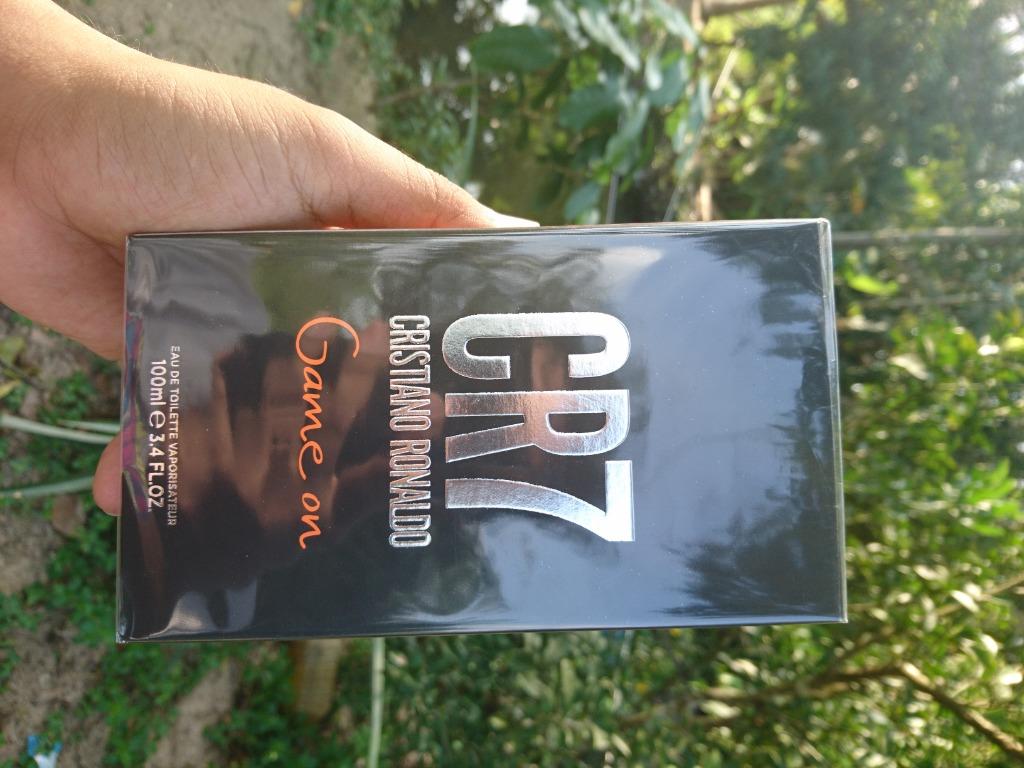 CR7
CRISTIANO RONALDO
Game on
EAU DE TOILETTE VAPORISATEUR
100ml ℮ 3.4 FL.OZ.